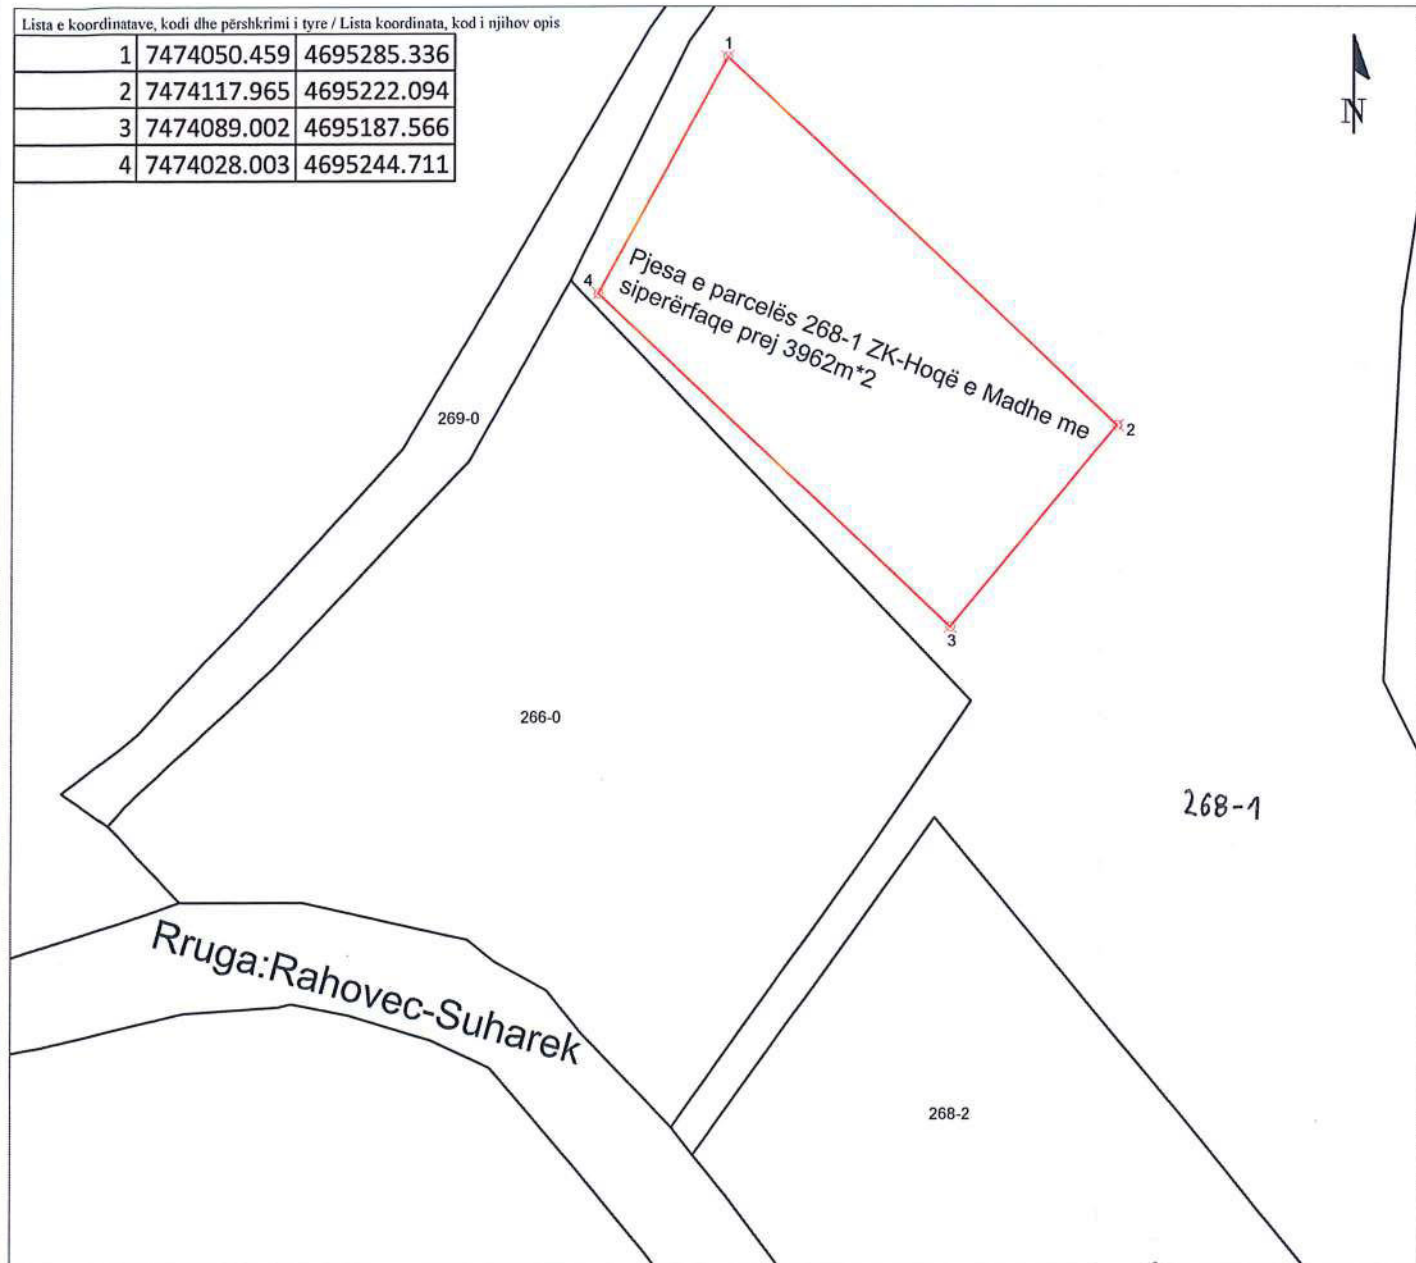 Lista e koordinatave, kodi dhe përshkrimi i tyre / Lista koordinata, kod i njihov opis
1 7474050.459 4695285.336
2 7474117.965 4695222.094
3 7474089.002 4695187.566
4 7474028.003 4695244.711
N
1
4
Pjesa e parcelës 268-1 ZK-Hoqë e Madhe me
siperërfaqe prej 3962m*2
2
269-0
3
266-0
268-1
Rruga:Rahovec-Suharek
268-2